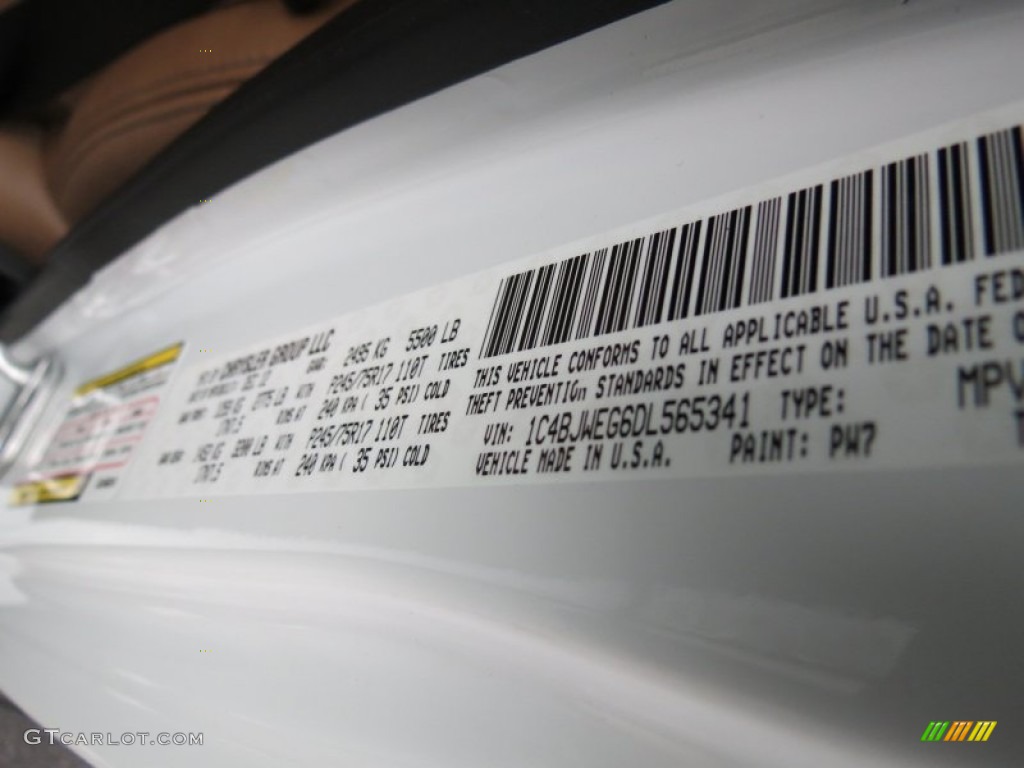 CHRYSLER GROUP LLC
2495 KG 5500 LB
P245/75R17 110T TIRES
240 KPA ( 35 PSI) COLD
P245/75R17 110T TIRES
240 KPA ( 35 PSI) COLD
THIS VEHICLE CONFORMS TO ALL APPLICABLE U.S.A. FED
THEFT PREVENTION STANDARDS IN EFFECT ON THE DATE
VIN: 1C4BJWEG6DL565341 TYPE: MPV
VEHICLE MADE IN U.S.A. PAINT: PW7
GTCARLOT.COM